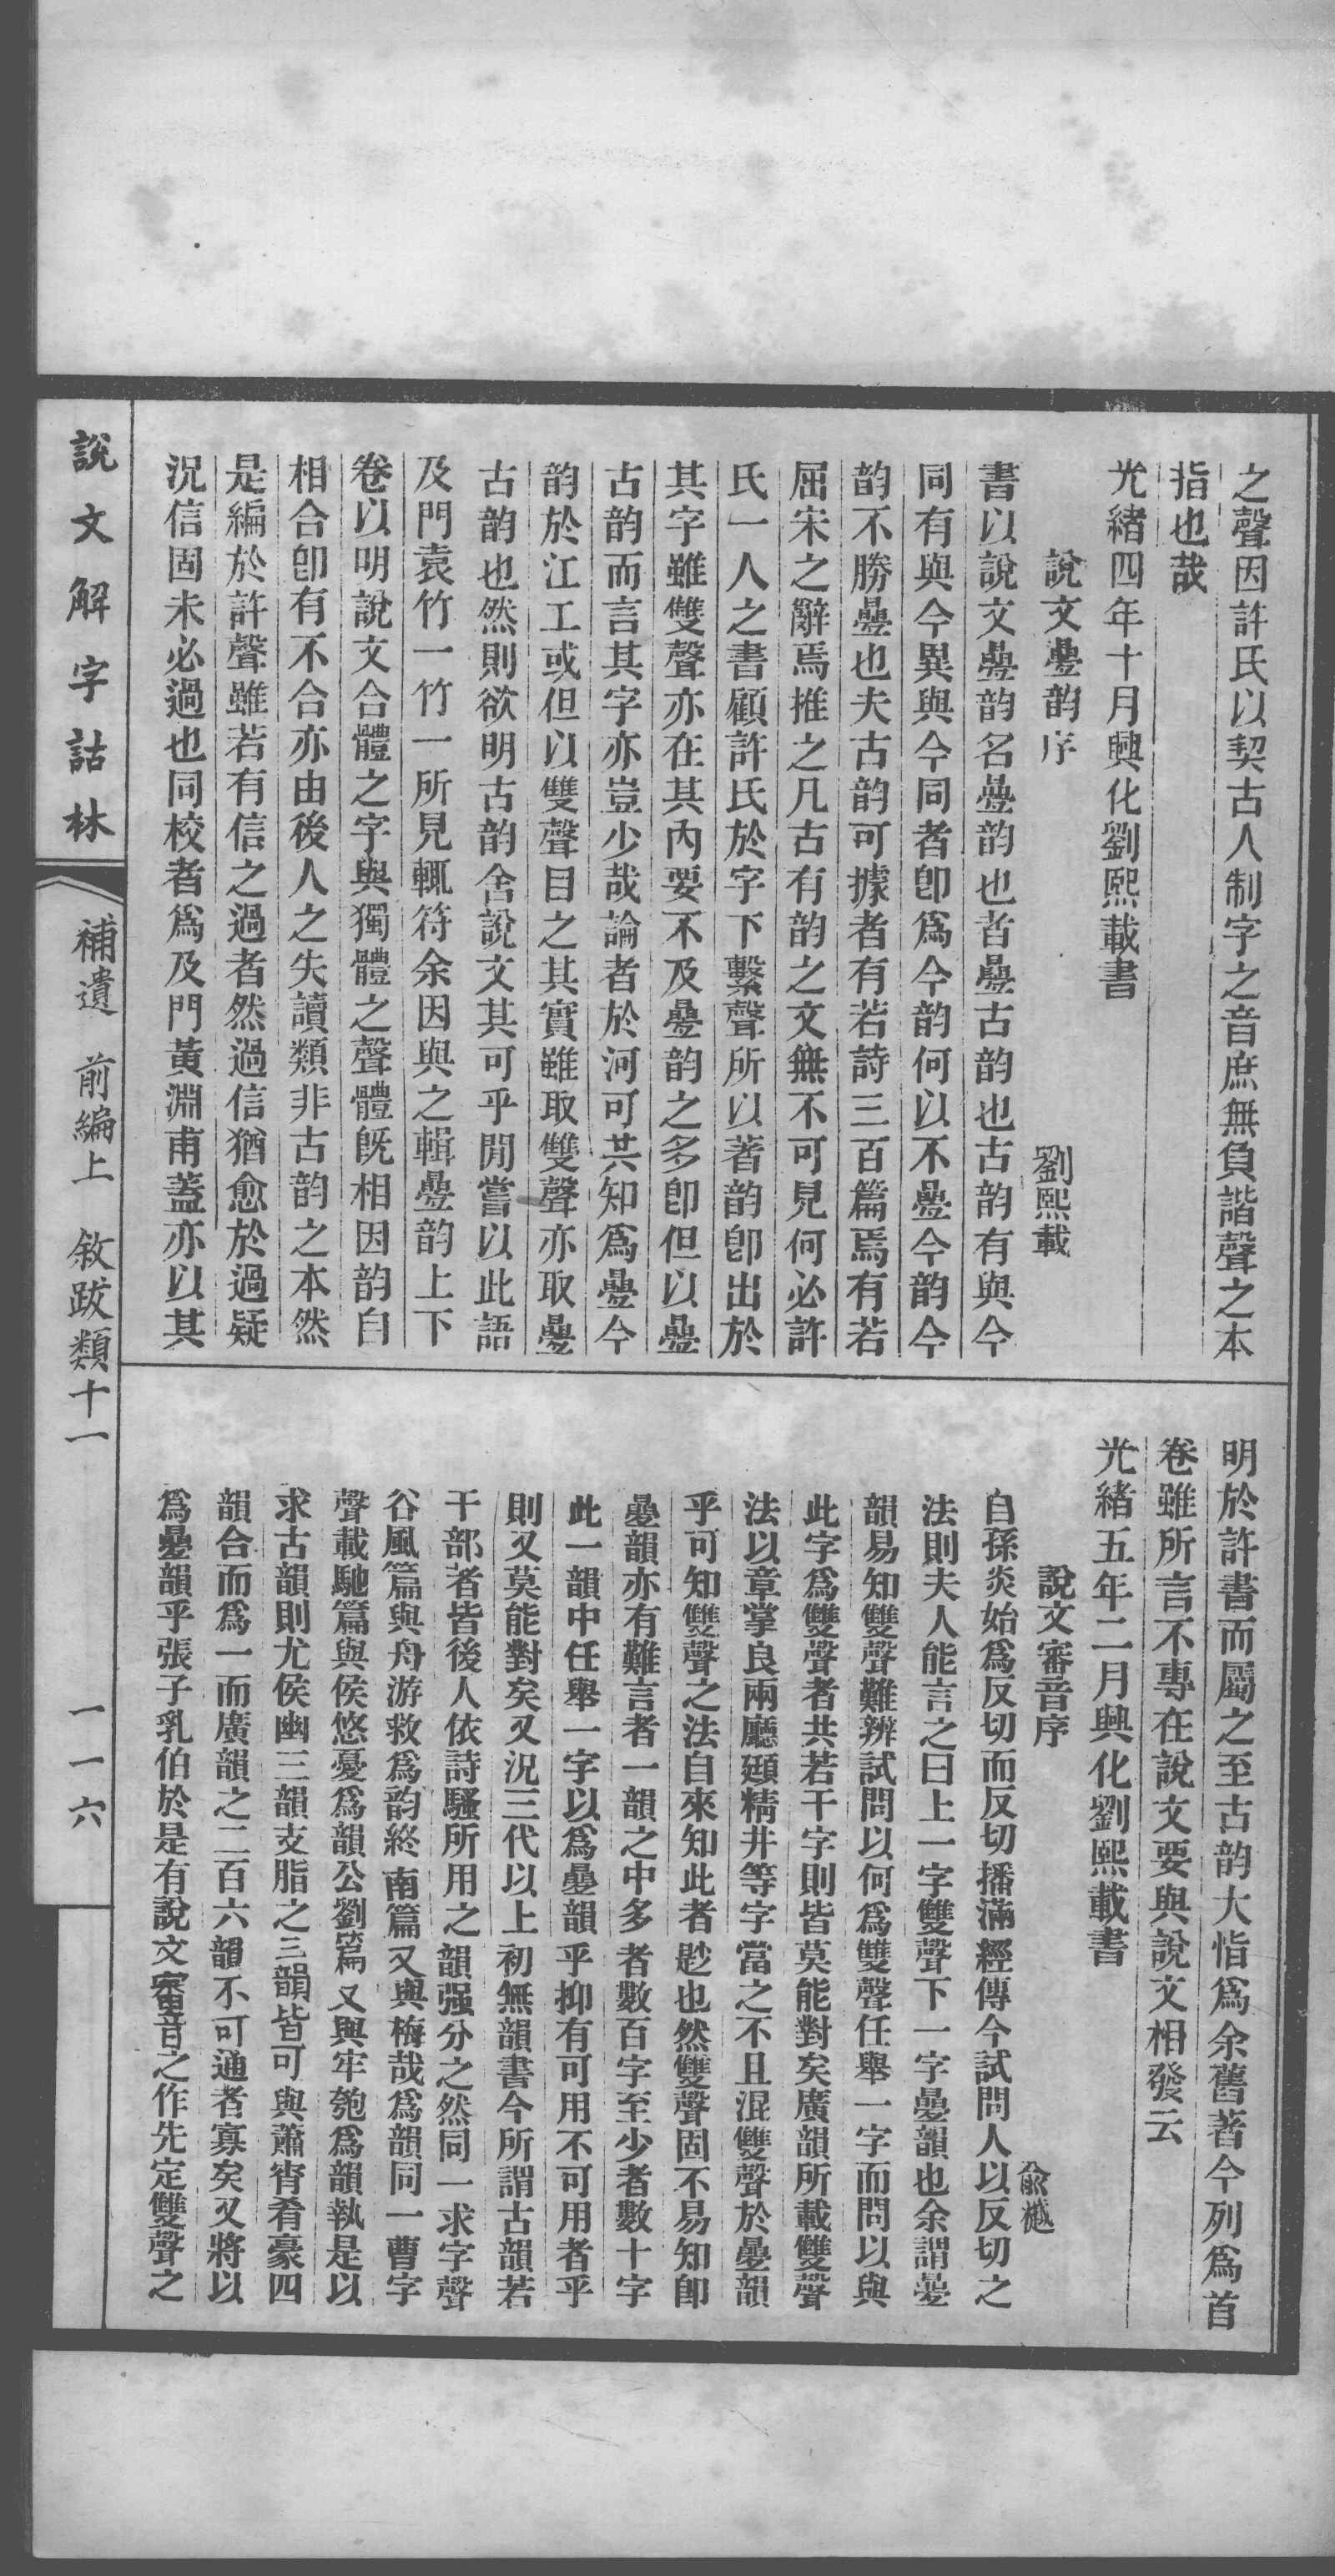 之聲因許氏以契古人制字之音庶無負諧聲之本
指也哉
光緒四年十月興化劉熙載書
說文疊韵序
劉熙載
書以說文疊韵名疊韵也者疊古韵也古韵有與今
同有與今異與今同者卽爲今韵何以不疊今韵今
韵不勝疊也夫古韵可據者有若詩三百篇焉有若
屈宋之辭焉推之凡古有韵之文無不可見何必許
氏一人之書顧許氏於字下繫聲所以著韵卽出於
其字雖雙聲亦在其內要不及疊韵之多卽但以疊
古韵而言其字亦豈少哉論者於河可共知爲疊今
韵於江工或但以雙聲目之其實雖取雙聲亦取疊
古韵也然則欲明古韵舍說文其可乎閒嘗以此語
及門袁竹一竹一所見輒符余因與之輯疊韵上下
卷以明說文合體之字與獨體之聲體旣相因韵自
相合卽有不合亦由後人之失讀類非古韵之本然
是編於許聲雖若有信之過者然過信猶愈於過疑
況信固未必過也同校者爲及門黃淵甫蓋亦以其
明於許書而屬之至古韵大恉爲余舊著今列爲首
卷雖所言不專在說文要與說文相發云
光緒五年二月興化劉熙載書
說文審音序
俞樾
自孫炎始爲反切而反切播滿經傳今試問人以反切之
法則夫人能言之曰上一字雙聲下一字疊韻也余謂疊
韻易知雙聲難辨試問以何爲雙聲任舉一字而問以與
此字爲雙聲者共若干字則皆莫能對矣廣韻所載雙聲
法以章掌良兩廳頲精井等字當之不且混雙聲於疊韻
乎可知雙聲之法自來知此者尟也然雙聲固不易知卽
疊韻亦有難言者一韻之中多者數百字至少者數十字
此一韻中任舉一字以爲疊韻乎抑有可用不可用者乎
則又莫能對矣又況三代以上初無韻書今所謂古韻若
干部者皆後人依詩騷所用之韻强分之然同一求字聲
谷風篇與舟游救爲韵終南篇又與梅哉爲韻同一曹字
聲載馳篇與侯悠憂爲韻公劉篇又與牢匏爲韻執是以
求古韻則尤侯幽三韻支脂之三韻皆可與蕭宵肴豪四
韻合而爲一而廣韻之二百六韻不可通者寡矣又將以
爲疊韻乎張子乳伯於是有說文審音之作先定雙聲之
說文解字詁林
補遺 前編上 敘跋類十一
一一六